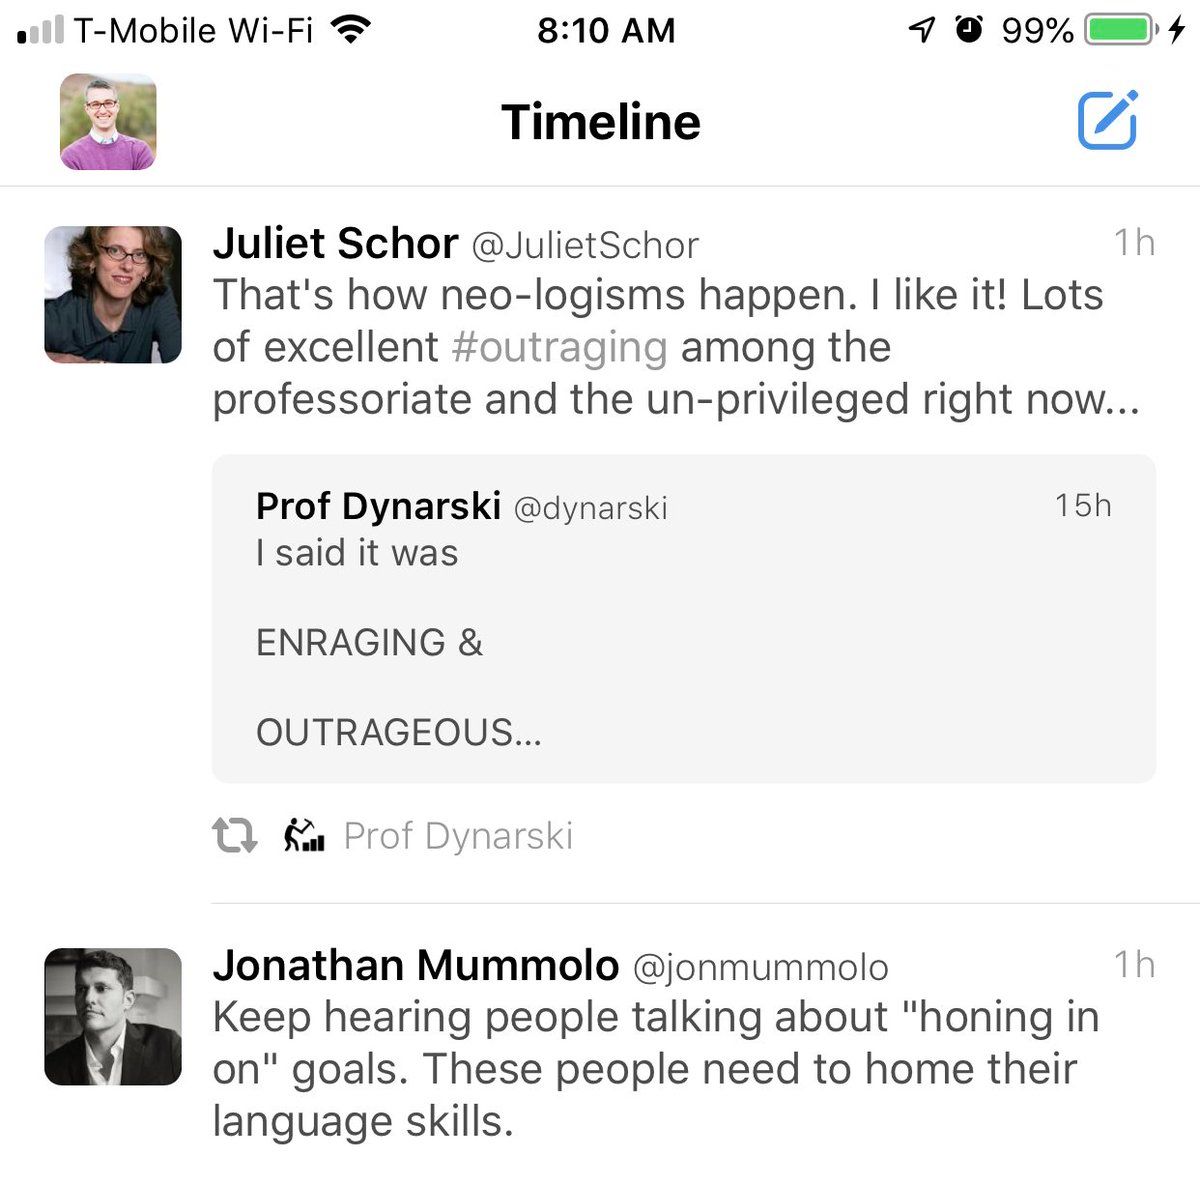 T-Mobile Wi-Fi 8:10 AM 99%
Timeline
Juliet Schor @JulietSchor 1h
That's how neo-logisms happen. I like it! Lots
of excellent #outraging among the
professoriate and the un-privileged right now...
Prof Dynarski @dynarski 15h
I said it was
ENRAGING &
OUTRAGEOUS...
Prof Dynarski
Jonathan Mummolo @jonmummolo 1h
Keep hearing people talking about "honing in
on" goals. These people need to home their
language skills.